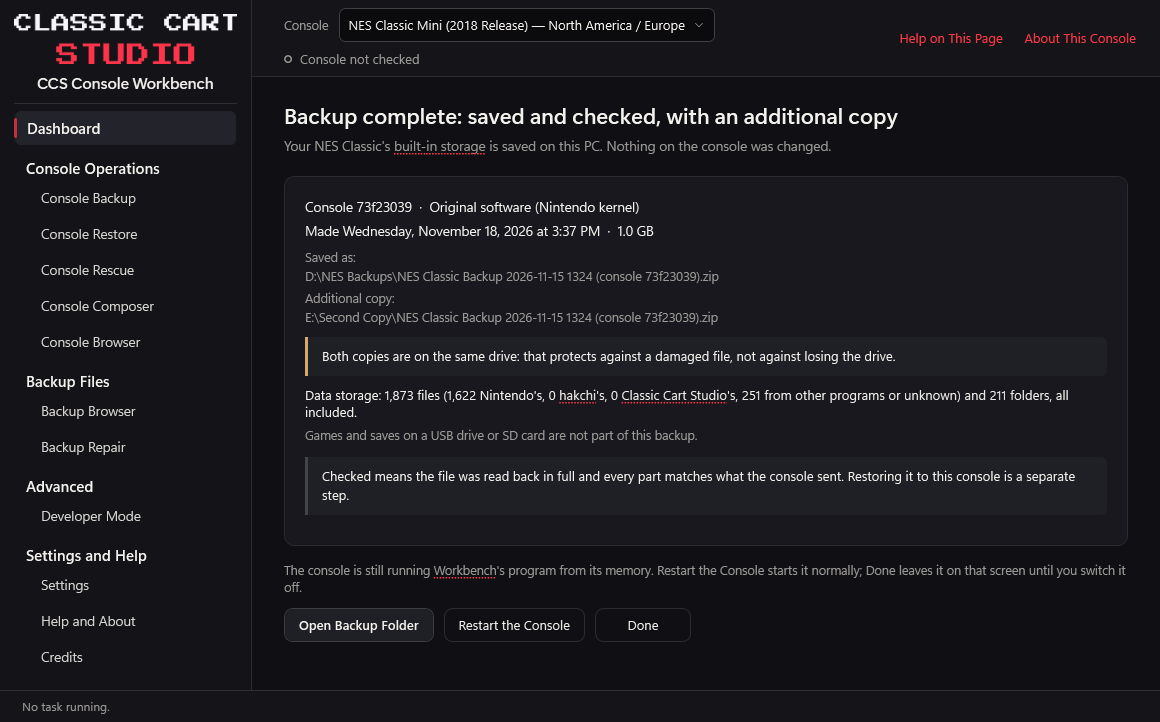 CLASSIC CART
STUDIO
CCS Console Workbench
Dashboard
Console Operations
Console Backup
Console Restore
Console Rescue
Console Composer
Console Browser
Backup Files
Backup Browser
Backup Repair
Advanced
Developer Mode
Settings and Help
Settings
Help and About
Credits
Console
NES Classic Mini (2018 Release) — North America / Europe
Console not checked
Help on This Page
About This Console
Backup complete: saved and checked, with an additional copy
Your NES Classic's built-in storage is saved on this PC. Nothing on the console was changed.
Console 73f23039 · Original software (Nintendo kernel)
Made Wednesday, November 18, 2026 at 3:37 PM · 1.0 GB
Saved as:
D:\NES Backups\NES Classic Backup 2026-11-15 1324 (console 73f23039).zip
Additional copy:
E:\Second Copy\NES Classic Backup 2026-11-15 1324 (console 73f23039).zip
Both copies are on the same drive: that protects against a damaged file, not against losing the drive.
Data storage: 1,873 files (1,622 Nintendo's, 0 hakchi's, 0 Classic Cart Studio's, 251 from other programs or unknown) and 211 folders, all
included.
Games and saves on a USB drive or SD card are not part of this backup.
Checked means the file was read back in full and every part matches what the console sent. Restoring it to this console is a separate
step.
The console is still running Workbench's program from its memory. Restart the Console starts it normally; Done leaves it on that screen until you switch it
off.
Open Backup Folder
Restart the Console
Done
No task running.